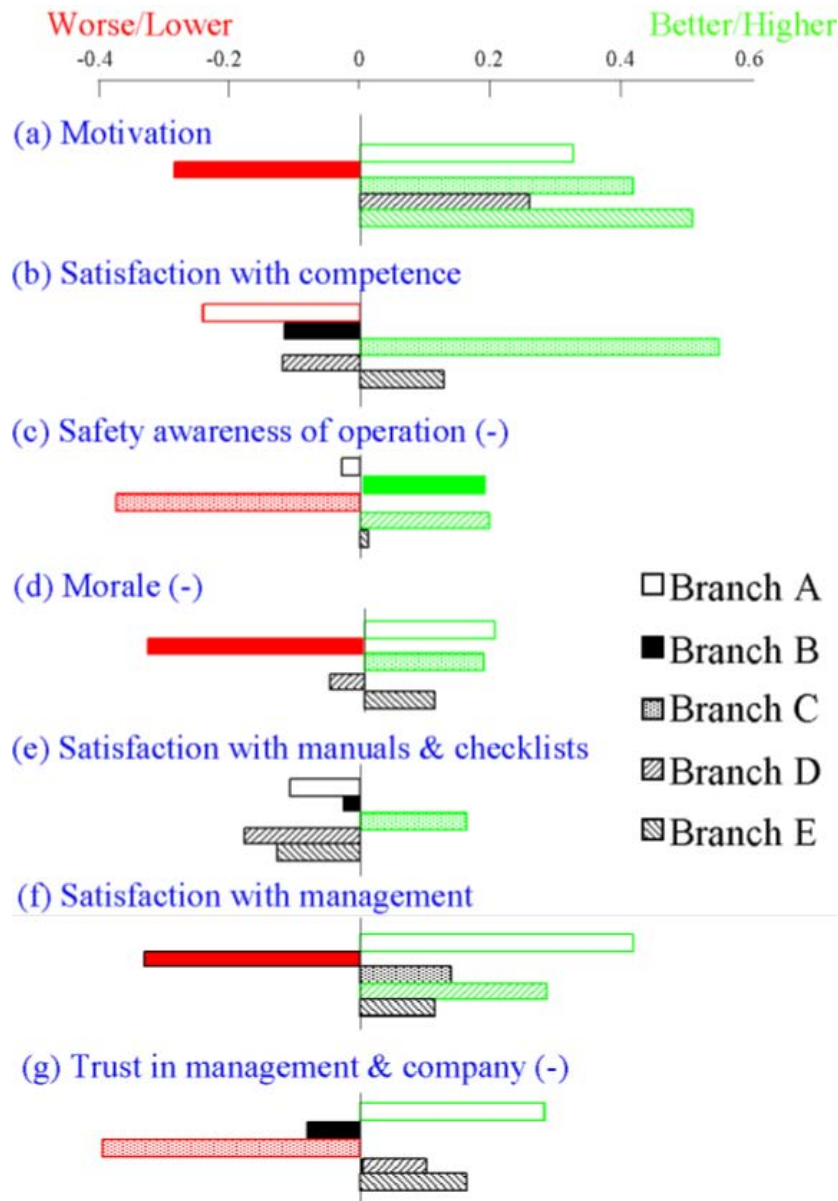 Worse/Lower Better/Higher
-0.4 -0.2 0 0.2 0.4 0.6
(a) Motivation
(b) Satisfaction with competence
(c) Safety awareness of operation (-)
(d) Morale (-)
Branch A
Branch B
Branch C
Branch D
Branch E
(e) Satisfaction with manuals & checklists
(f) Satisfaction with management
(g) Trust in management & company (-)